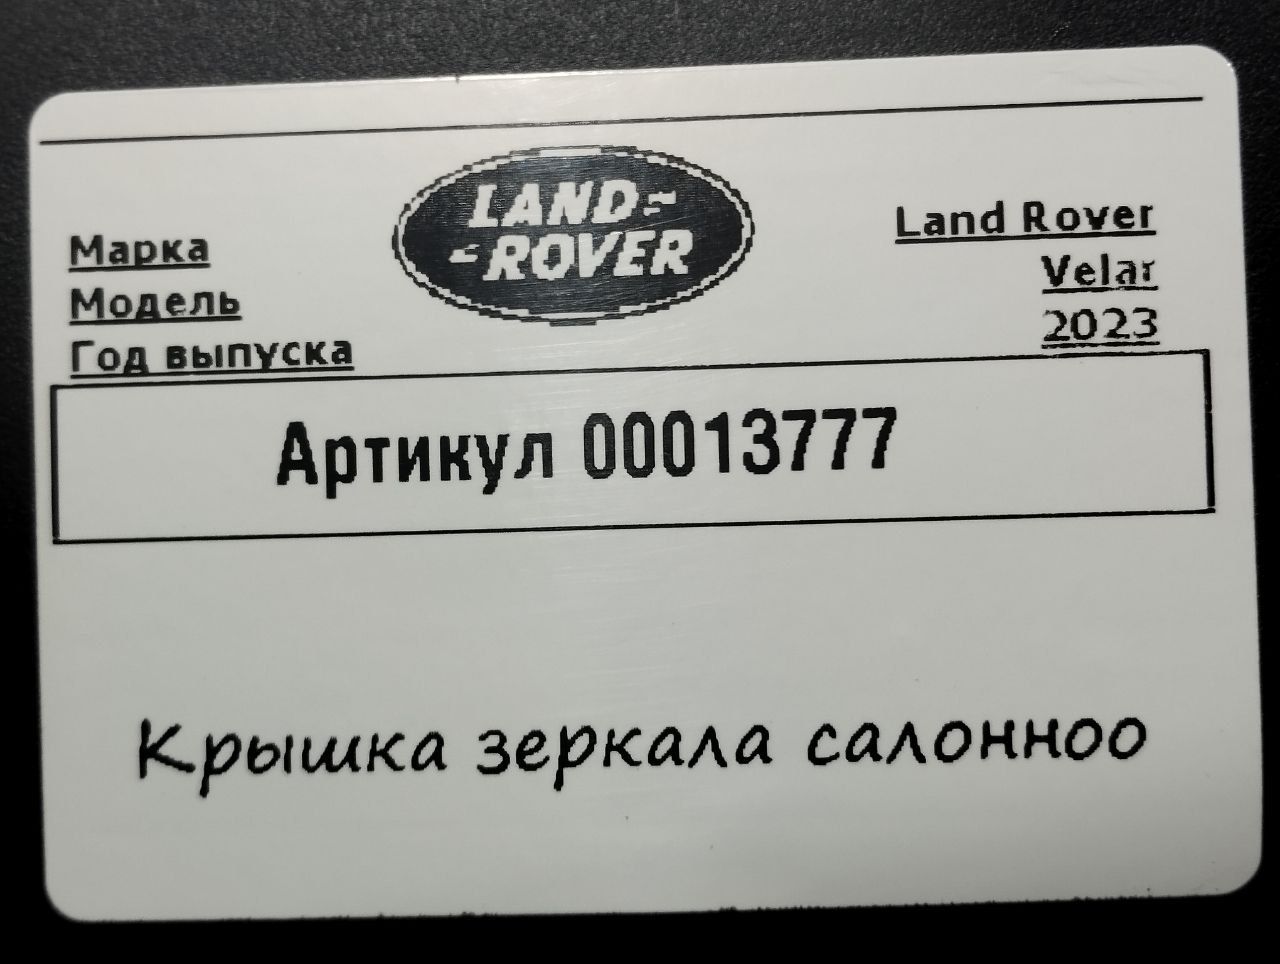 LAND-
-ROVER
Марка Land Rover
Модель Velar
Год выпуска 2023
Артикул 00013777
Крышка зеркала салонноо